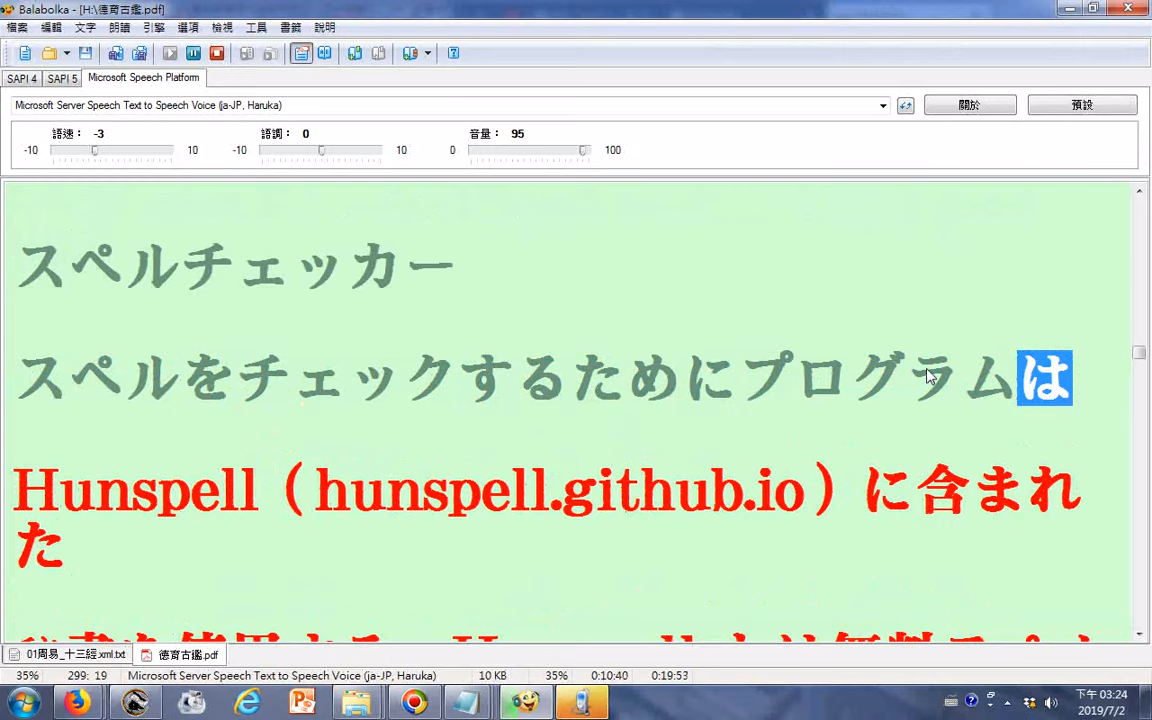 Balabolka - [H:\德育古鑑.pdf]
檔案 編輯 文字 朗讀 引擎 選項 檢視 工具 書籤 說明
SAPI 4 SAPI 5 Microsoft Speech Platform
Microsoft Server Speech Text to Speech Voice (ja-JP, Haruka) 關於 預設
語速： -3 語調： 0 音量： 95
-10 10 -10 10 0 100
スペルチェッカー
スペルをチェックするためにプログラムは
Hunspell（hunspell.github.io）に含まれ
た
01周易_十三經.xml.txt 德育古鑑.pdf
35% 299: 19 Microsoft Server Speech Text to Speech Voice (ja-JP, Haruka) 10 KB 35% 0:10:40 0:19:53
下午 03:24
2019/7/2